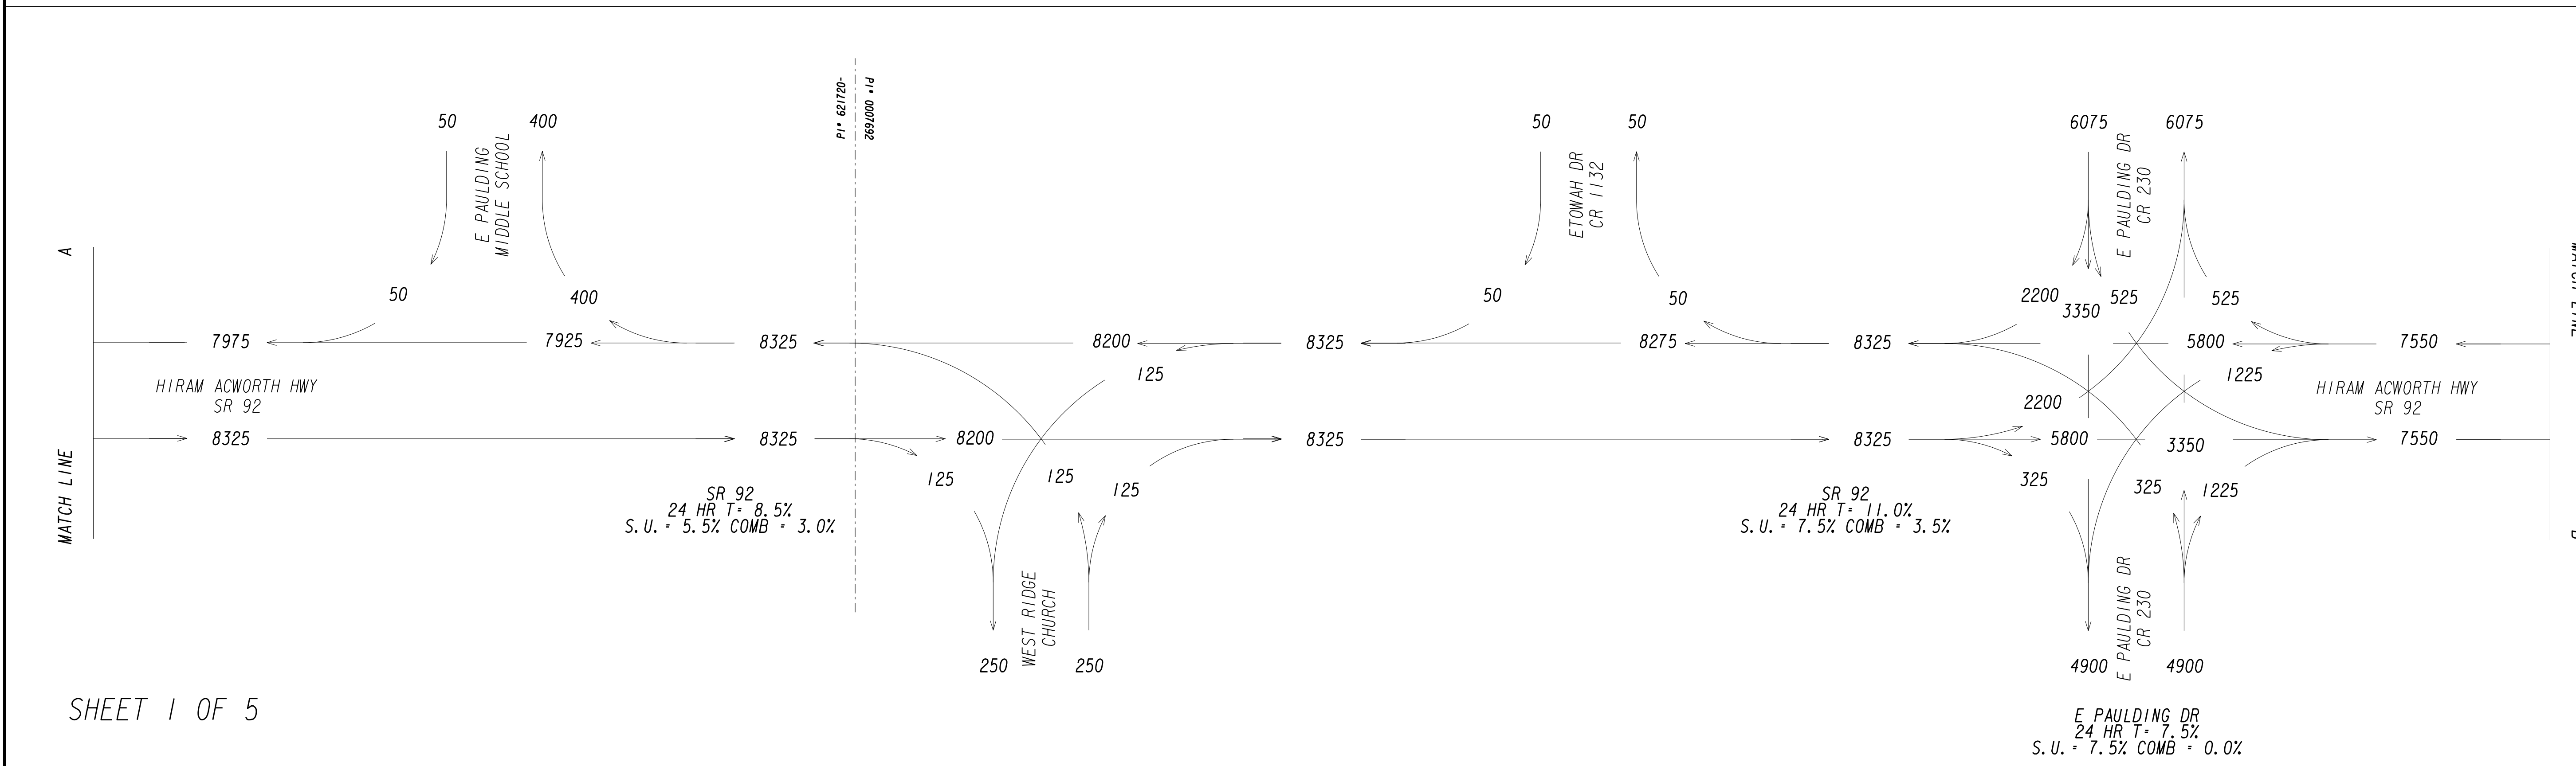 50
400
E PAULDING
MIDDLE SCHOOL
PI# 621720-
PI# 0007692
50
50
ETOWAH DR
CR 1132
6075
6075
E PAULDING DR
CR 230
A
MATCH LINE
50
400
7975
7925
8325
8200
125
8325
50
50
8275
8325
2200
3350
525
525
5800
1225
7550
HIRAM ACWORTH HWY
SR 92
8325
8325
8200
125
125
125
8325
8325
2200
5800
3350
325
325
1225
7550
HIRAM ACWORTH HWY
SR 92
SR 92
24 HR T= 8.5%
S.U.= 5.5% COMB = 3.0%
SR 92
24 HR T= 11.0%
S.U.= 7.5% COMB = 3.5%
WEST RIDGE
CHURCH
250
250
E PAULDING DR
CR 230
4900
4900
E PAULDING DR
24 HR T= 7.5%
S.U.= 7.5% COMB = 0.0%
SHEET 1 OF 5